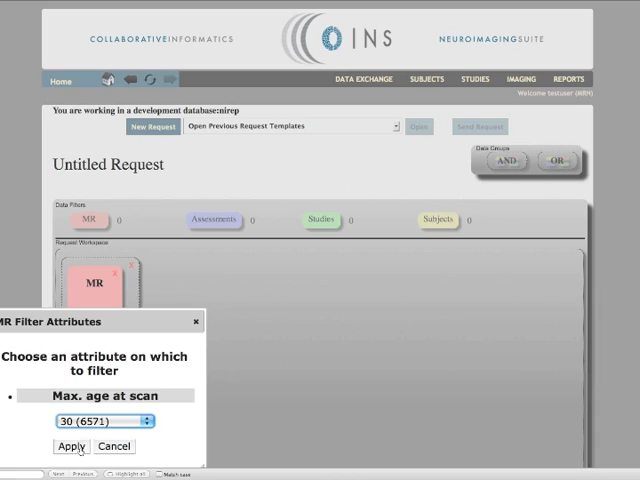 COLLABORATIVEINFORMATICS
COINS
NEUROIMAGINGSUITE
Home
DATA EXCHANGE SUBJECTS STUDIES IMAGING REPORTS
Welcome testuser (MRN)
You are working in a development database:nirep
New Request Open Previous Request Templates Open Send Request
Untitled Request
Data Groups
AND OR
Data Filters
MR 0 Assessments 0 Studies 0 Subjects 0
Request Workspace
x
x
MR
MR Filter Attributes ×
Choose an attribute on which
to filter
• Max. age at scan
30 (6571)
Apply Cancel
Next Previous Highlight all Match case